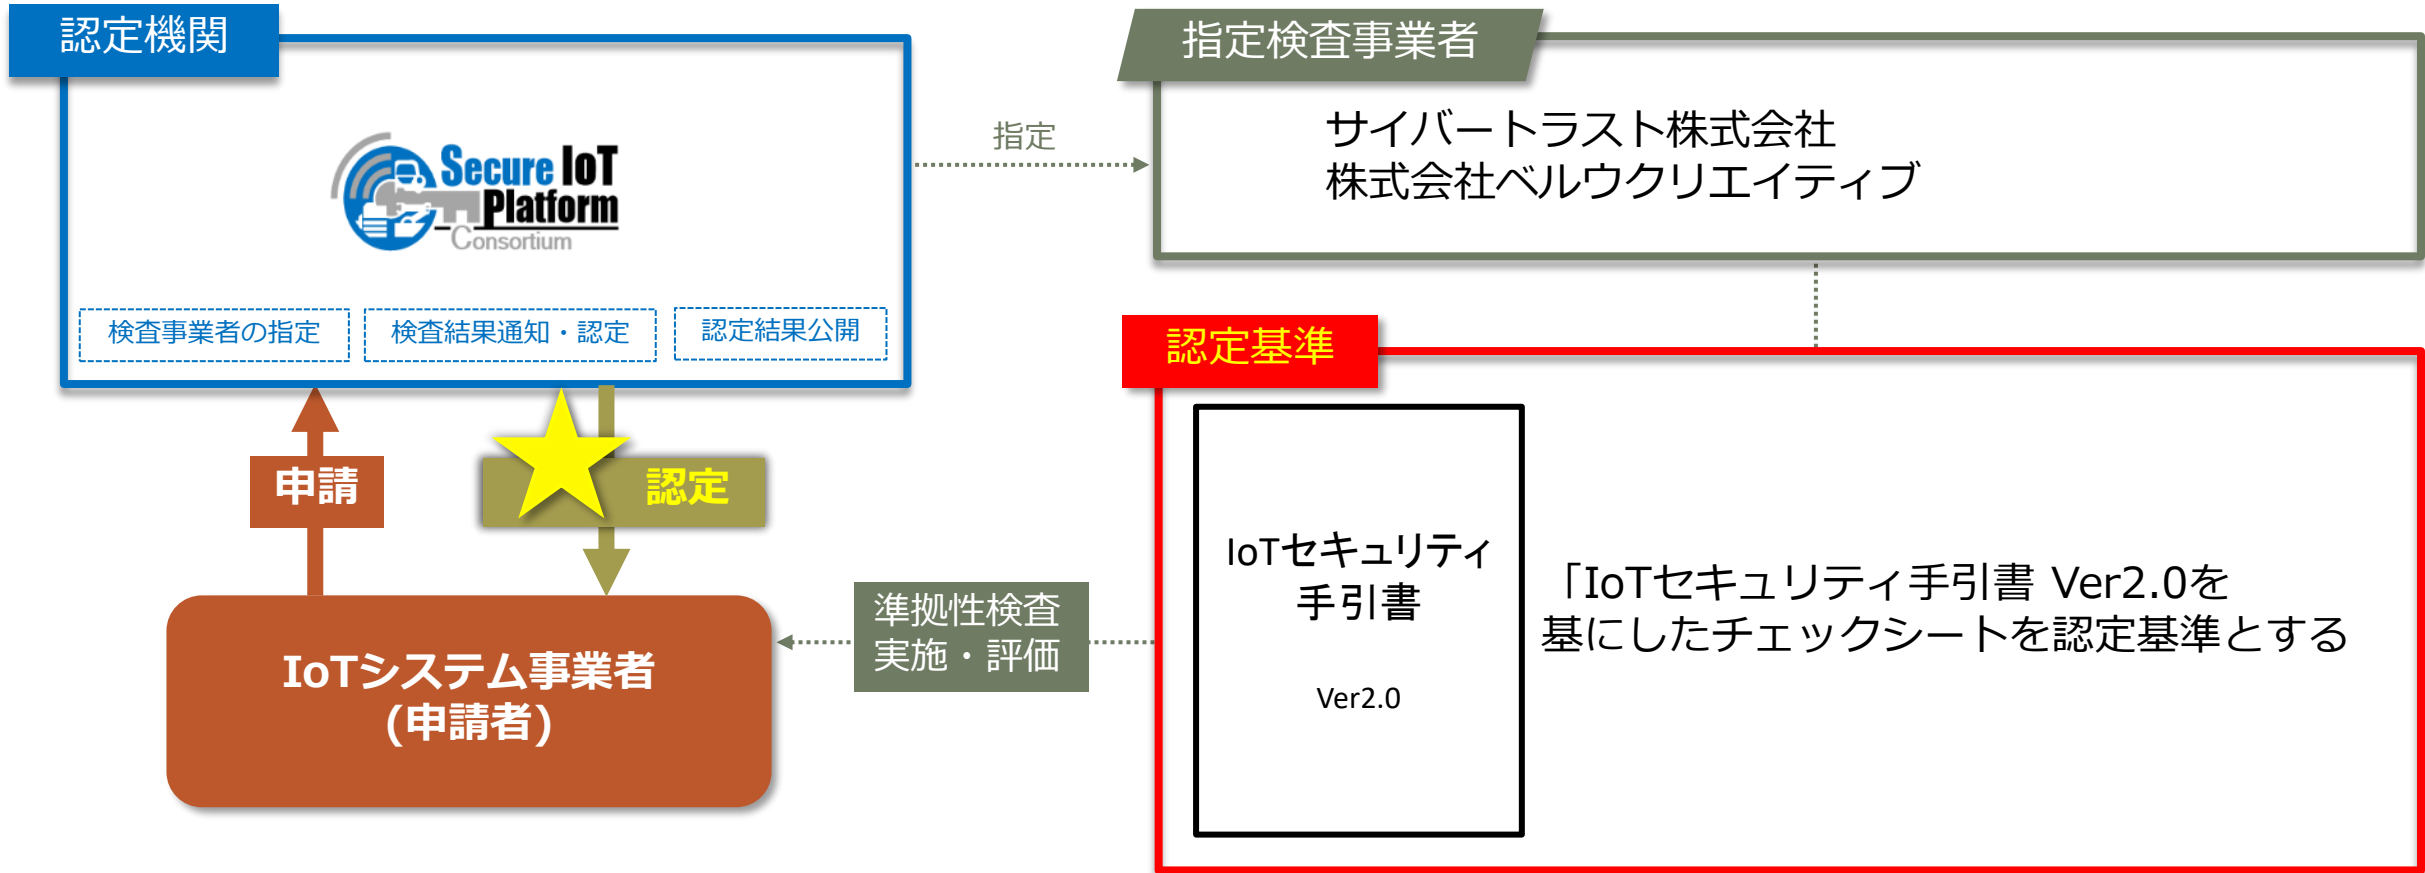 認定機関
Secure IoT
Platform
Consortium
検査事業者の指定
検査結果通知・認定
認定結果公開
指定
指定検査事業者
サイバートラスト株式会社
株式会社ベルウクリエイティブ
申請
認定
IoTシステム事業者
(申請者)
準拠性検査
実施・評価
認定基準
IoTセキュリティ
手引書
Ver2.0
「IoTセキュリティ手引書 Ver2.0を
基にしたチェックシートを認定基準とする